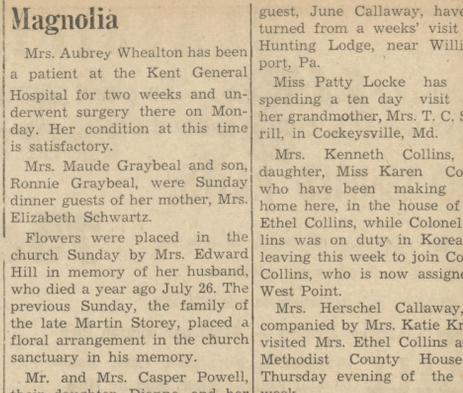 Magnolia
Mrs. Aubrey Whealton has been
a patient at the Kent General
Hospital for two weeks and un-
derwent surgery there on Mon-
day. Her condition at this time
is satisfactory.
Mrs. Maude Graybeal and son,
Ronnie Graybeal, were Sunday
dinner guests of her mother, Mrs.
Elizabeth Schwartz.
Flowers were placed in the
church Sunday by Mrs. Edward
Hill in memory of her husband,
who died a year ago July 26. The
previous Sunday, the family of
the late Martin Storey, placed a
floral arrangement in the church
sanctuary in his memory.
Mr. and Mrs. Casper Powell,
their daughter, Dianne, and her
guest, June Callaway, have
turned from a weeks' visit
Hunting Lodge, near Willi
port, Pa.
Miss Patty Locke has
spending a ten day visit
her grandmother, Mrs. T. C. S
rill, in Cockeysville, Md.
Mrs. Kenneth Collins,
daughter, Miss Karen Co
who have been making
home here, in the house of
Ethel Collins, while Colonel
lins was on duty in Korea
leaving this week to join Co
Collins, who is now assigne
West Point.
Mrs. Herschel Callaway,
companied by Mrs. Katie Kr
visited Mrs. Ethel Collins a
Methodist County House
Thursday evening of the
week